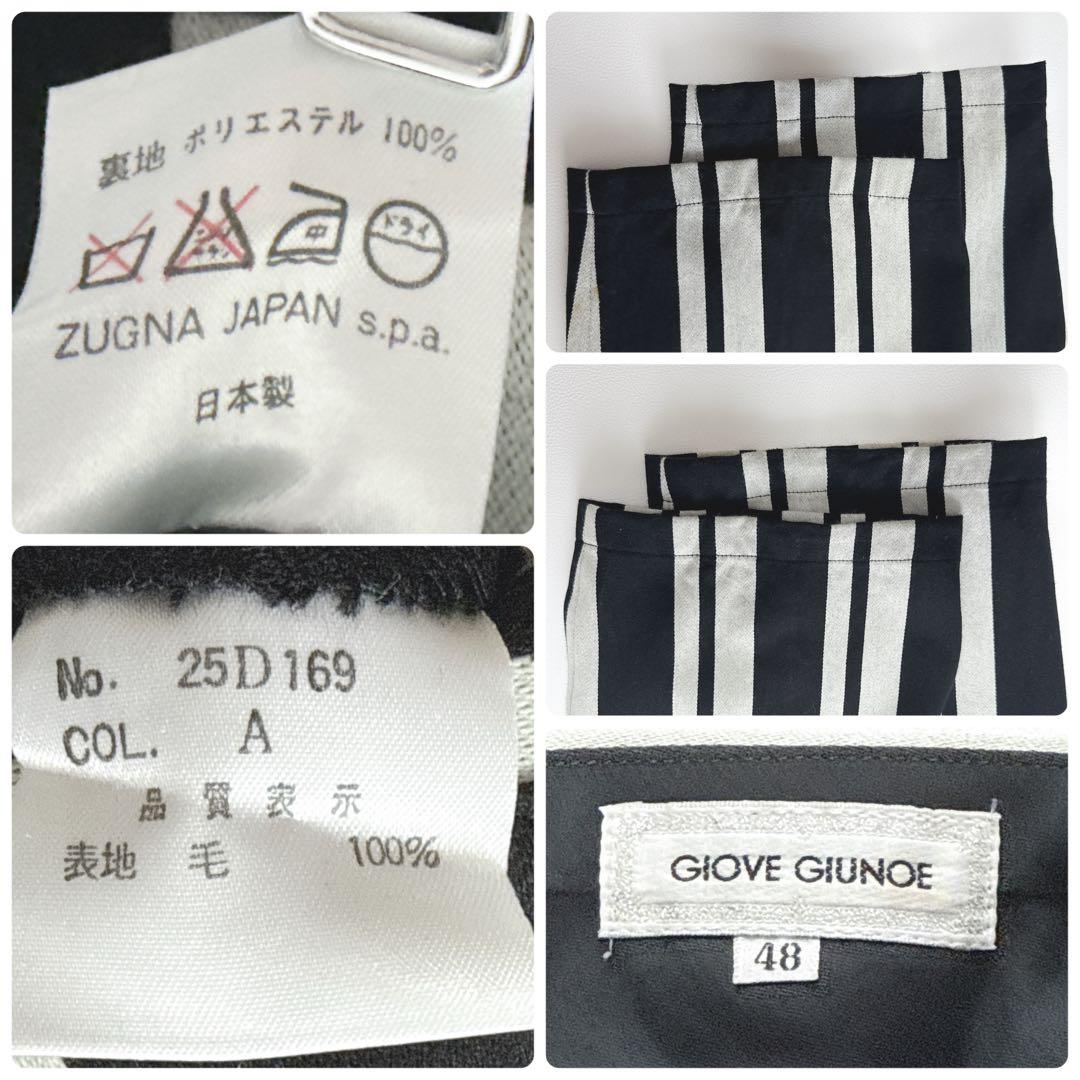 裏地 ポリエステル 100%
中
ドライ
ZUGNA JAPAN s.p.a.
日本製
No. 25D169
COL. A
品質表示
表地 毛 100%
GIOVE GIUNOE
48